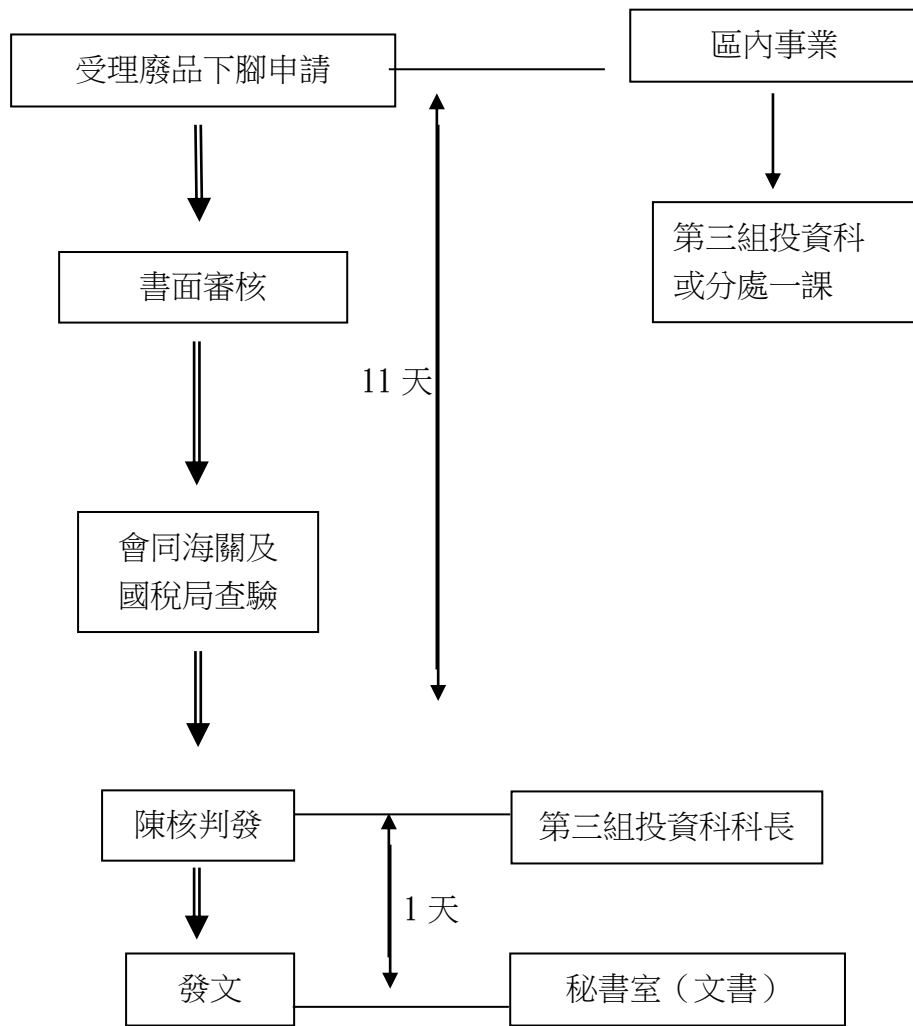 受理廢品下腳申請
區內事業
第三組投資科
或分處一課
書面審核
11 天
會同海關及
國稅局查驗
陳核判發
第三組投資科科長
1 天
發文
秘書室（文書）